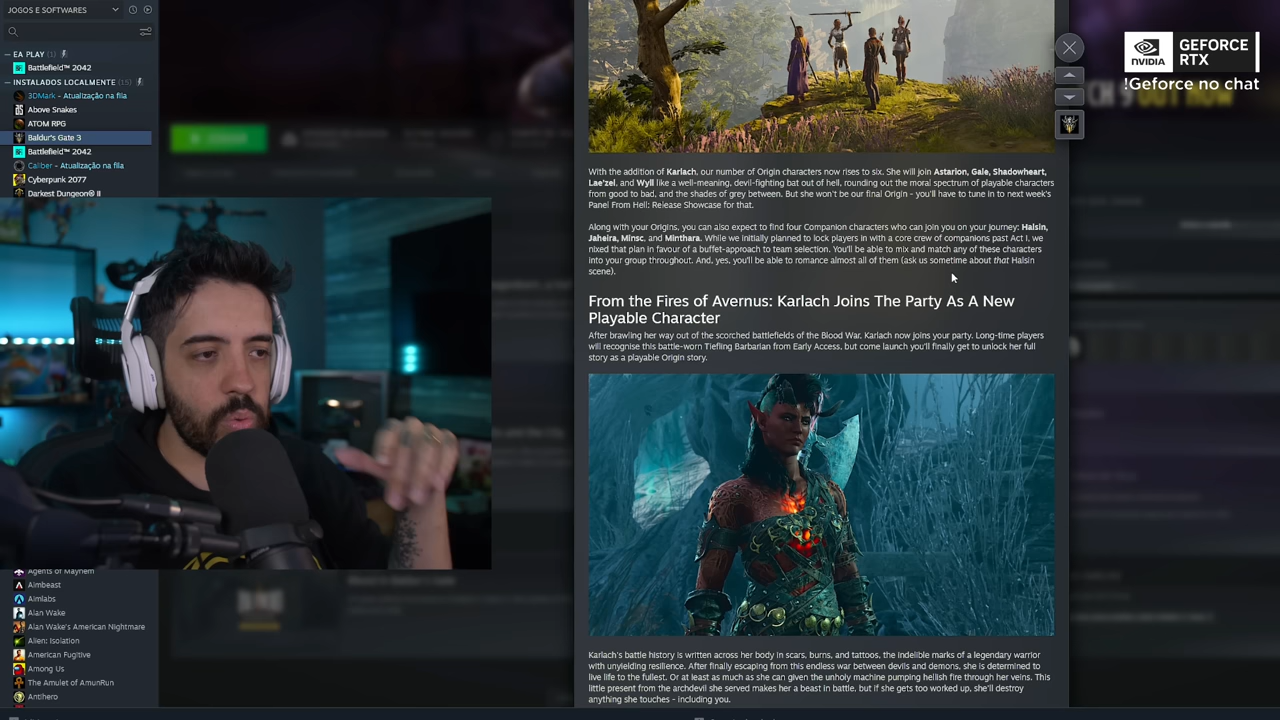 JOGOS E SOFTWARES
EA PLAY (1)
Battlefield™ 2042
INSTALADOS LOCALMENTE (15)
3DMark - Atualização na fila
Above Snakes
ATOM RPG
Baldur's Gate 3
Battlefield™ 2042
Caliber - Atualização na fila
Cyberpunk 2077
Darkest Dungeon® II
Agents of Mayhem
Aimbeast
Aimlabs
Alan Wake
Alan Wake's American Nightmare
Alien: Isolation
American Fugitive
Among Us
The Amulet of AmunRun
Antihero
With the addition of Karlach, our number of Origin characters now rises to six. She will join Astarion, Gale, Shadowheart,
Lae'zel, and Wyll like a well-meaning, devil-fighting bat out of hell, rounding out the moral spectrum of playable characters
from good to bad, and the shades of grey between. But she won't be our final Origin - you'll have to tune in to next week's
Panel From Hell: Release Showcase for that.
Along with your Origins, you can also expect to find four Companion characters who can join you on your journey: Halsin,
Jaheira, Minsc, and Minthara. While we initially planned to lock players in with a core crew of companions past Act I, we
nixed that plan in favour of a buffet-approach to team selection. You'll be able to mix and match any of these characters
into your group throughout. And, yes, you'll be able to romance almost all of them (ask us sometime about that Halsin
scene).
From the Fires of Avernus: Karlach Joins The Party As A New
Playable Character
After brawling her way out of the scorched battlefields of the Blood War, Karlach now joins your party. Long-time players
will recognise this battle-worn Tiefling Barbarian from Early Access, but come launch you'll finally get to unlock her full
story as a playable Origin story.
Karlach's battle history is written across her body in scars, burns, and tattoos, the indelible marks of a legendary warrior
with unyielding resilience. After finally escaping from this endless war between devils and demons, she is determined to
live life to the fullest. Or at least as much as she can given the unholy machine pumping hellish fire through her veins. This
little present from the archdevil she served makes her a beast in battle, but if she gets too worked up, she'll destroy
anything she touches - including you.
NVIDIA
GEFORCE
RTX
!Geforce no chat